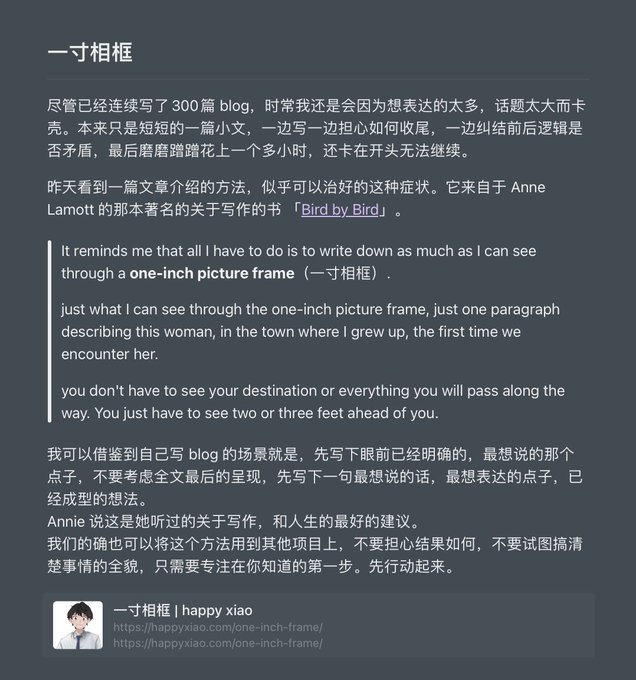 一寸相框
尽管已经连续写了300篇 blog，时常我还是会因为想表达的太多，话题太大而卡
壳。本来只是短短的一篇小文，一边写一边担心如何收尾，一边纠结前后逻辑是
否矛盾，最后磨磨蹭蹭花上一个多小时，还卡在开头无法继续。
昨天看到一篇文章介绍的方法，似乎可以治好的这种症状。它来自于 Anne
Lamott 的那本著名的关于写作的书 「Bird by Bird」。
It reminds me that all I have to do is to write down as much as I can see
through a one-inch picture frame（一寸相框）.
just what I can see through the one-inch picture frame, just one paragraph
describing this woman, in the town where I grew up, the first time we
encounter her.
you don't have to see your destination or everything you will pass along the
way. You just have to see two or three feet ahead of you.
我可以借鉴到自己写 blog 的场景就是，先写下眼前已经明确的，最想说的那个
点子，不要考虑全文最后的呈现，先写下一句最想说的话，最想表达的点子，已
经成型的想法。
Annie 说这是她听过的关于写作，和人生的最好的建议。
我们的确也可以将这个方法用到其他项目上，不要担心结果如何，不要试图搞清
楚事情的全貌，只需要专注在你知道的第一步。先行动起来。
一寸相框 | happy xiao
https://happyxiao.com/one-inch-frame/
https://happyxiao.com/one-inch-frame/